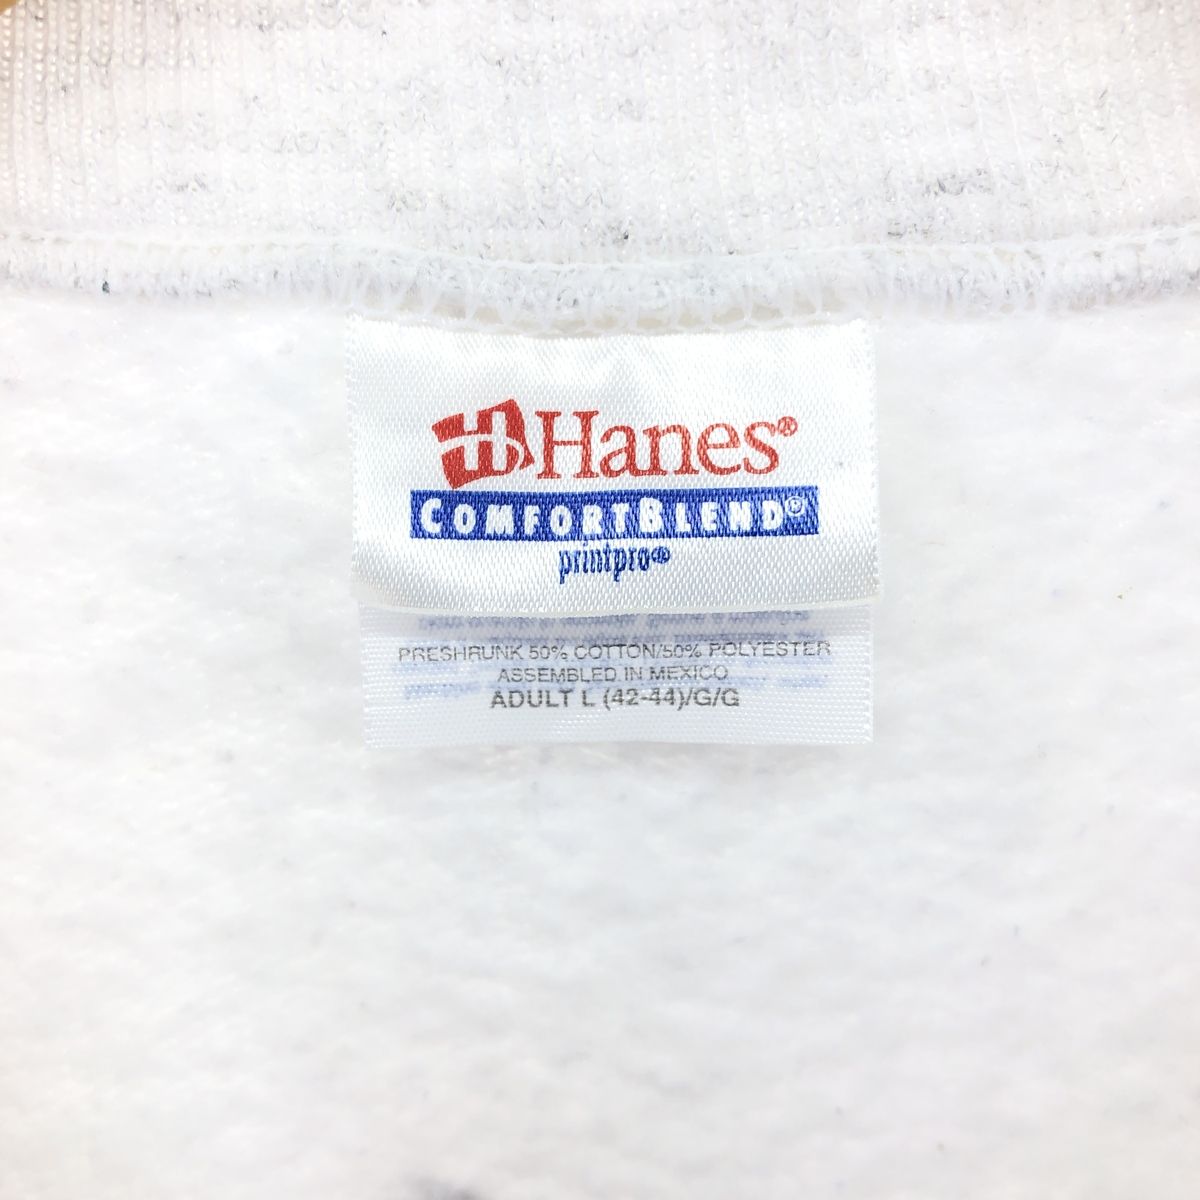 Hanes®
COMFORTBLEND®
printpro®
PRESHRUNK 50% COTTON/50% POLYESTER
ASSEMBLED IN MEXICO
ADULT L (42-44)/G/G